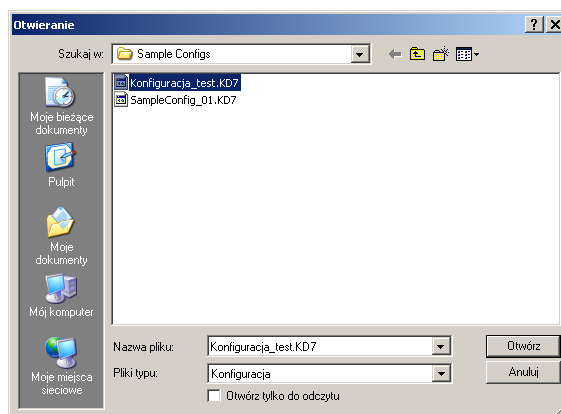 Otwieranie
Szukaj w:
Sample Configs
Konfiguracja_test.KD7
SampleConfig_01.KD7
Moje bieżące
dokumenty
Pulpit
Moje
dokumenty
Mój komputer
Moje miejsca
sieciowe
Nazwa pliku:
Konfiguracja_test.KD7
Otwórz
Pliki typu:
Konfiguracja
Anuluj
Otwórz tylko do odczytu